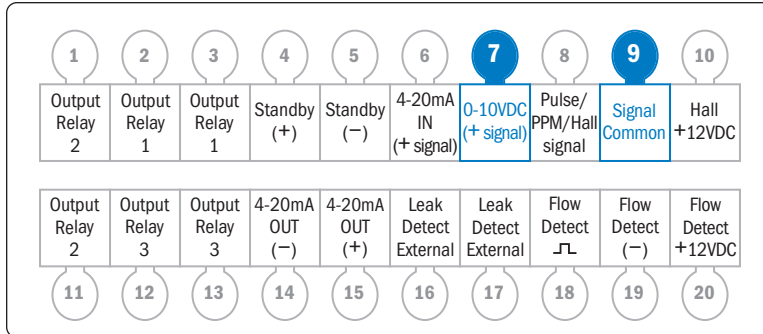 1 2 3 4 5 6 7 8 9 10
Output Output Output Standby Standby 4-20mA 0-10VDC Pulse/ Signal Hall
Relay Relay Relay (+) (−) IN (+ signal) PPM/Hall Common +12VDC
2 1 1 (+ signal) signal
Output Output Output 4-20mA 4-20mA Leak Leak Flow Flow Flow
Relay Relay Relay OUT OUT Detect Detect Detect Detect Detect
2 3 3 (−) (+) External External (−) +12VDC
11 12 13 14 15 16 17 18 19 20